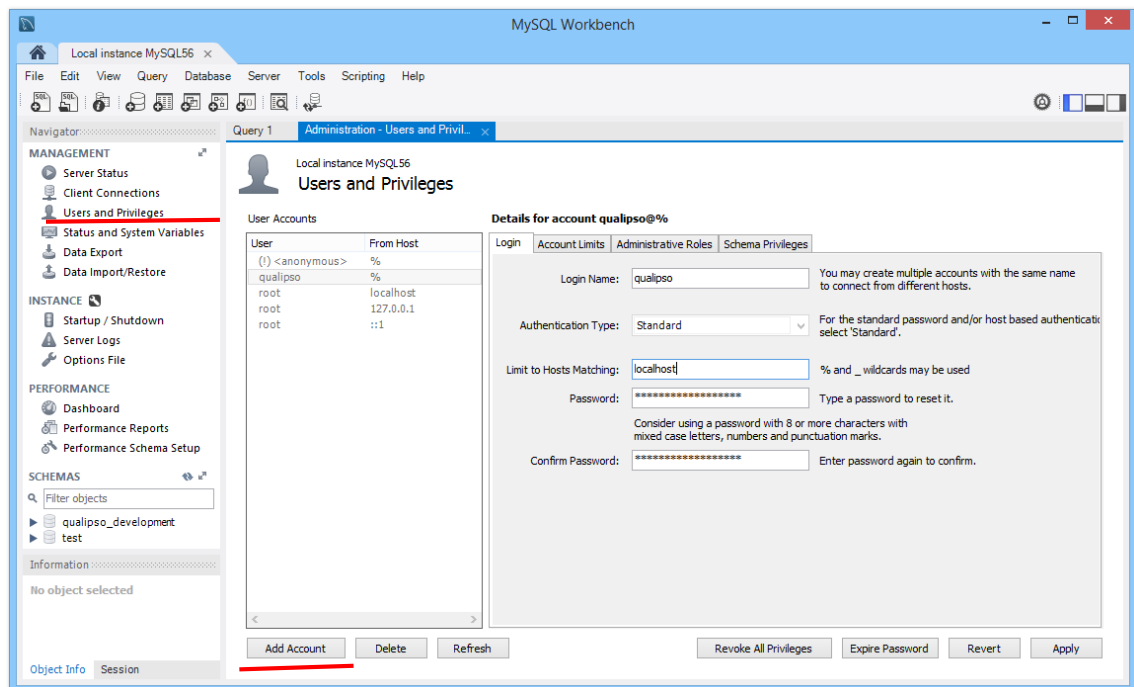 MySQL Workbench
Local instance MySQL56
File Edit View Query Database Server Tools Scripting Help
Navigator
MANAGEMENT
Server Status
Client Connections
Users and Privileges
Status and System Variables
Data Export
Data Import/Restore
INSTANCE
Startup / Shutdown
Server Logs
Options File
PERFORMANCE
Dashboard
Performance Reports
Performance Schema Setup
SCHEMAS
Filter objects
qualipso_development
test
Information
No object selected
Object Info Session
Query 1 Administration - Users and Privil...
Local instance MySQL56
Users and Privileges
User Accounts
User From Host
(!) <anonymous> %
qualipso %
root localhost
root 127.0.0.1
root ::1
Add Account Delete Refresh
Details for account qualipso@%
Login Account Limits Administrative Roles Schema Privileges
Login Name: qualipso You may create multiple accounts with the same name
to connect from different hosts.
Authentication Type: Standard For the standard password and/or host based authenticatic
select 'Standard'.
Limit to Hosts Matching: localhost % and _ wildcards may be used
Password: ****************** Type a password to reset it.
Consider using a password with 8 or more characters with
mixed case letters, numbers and punctuation marks.
Confirm Password: ****************** Enter password again to confirm.
Revoke All Privileges Expire Password Revert Apply